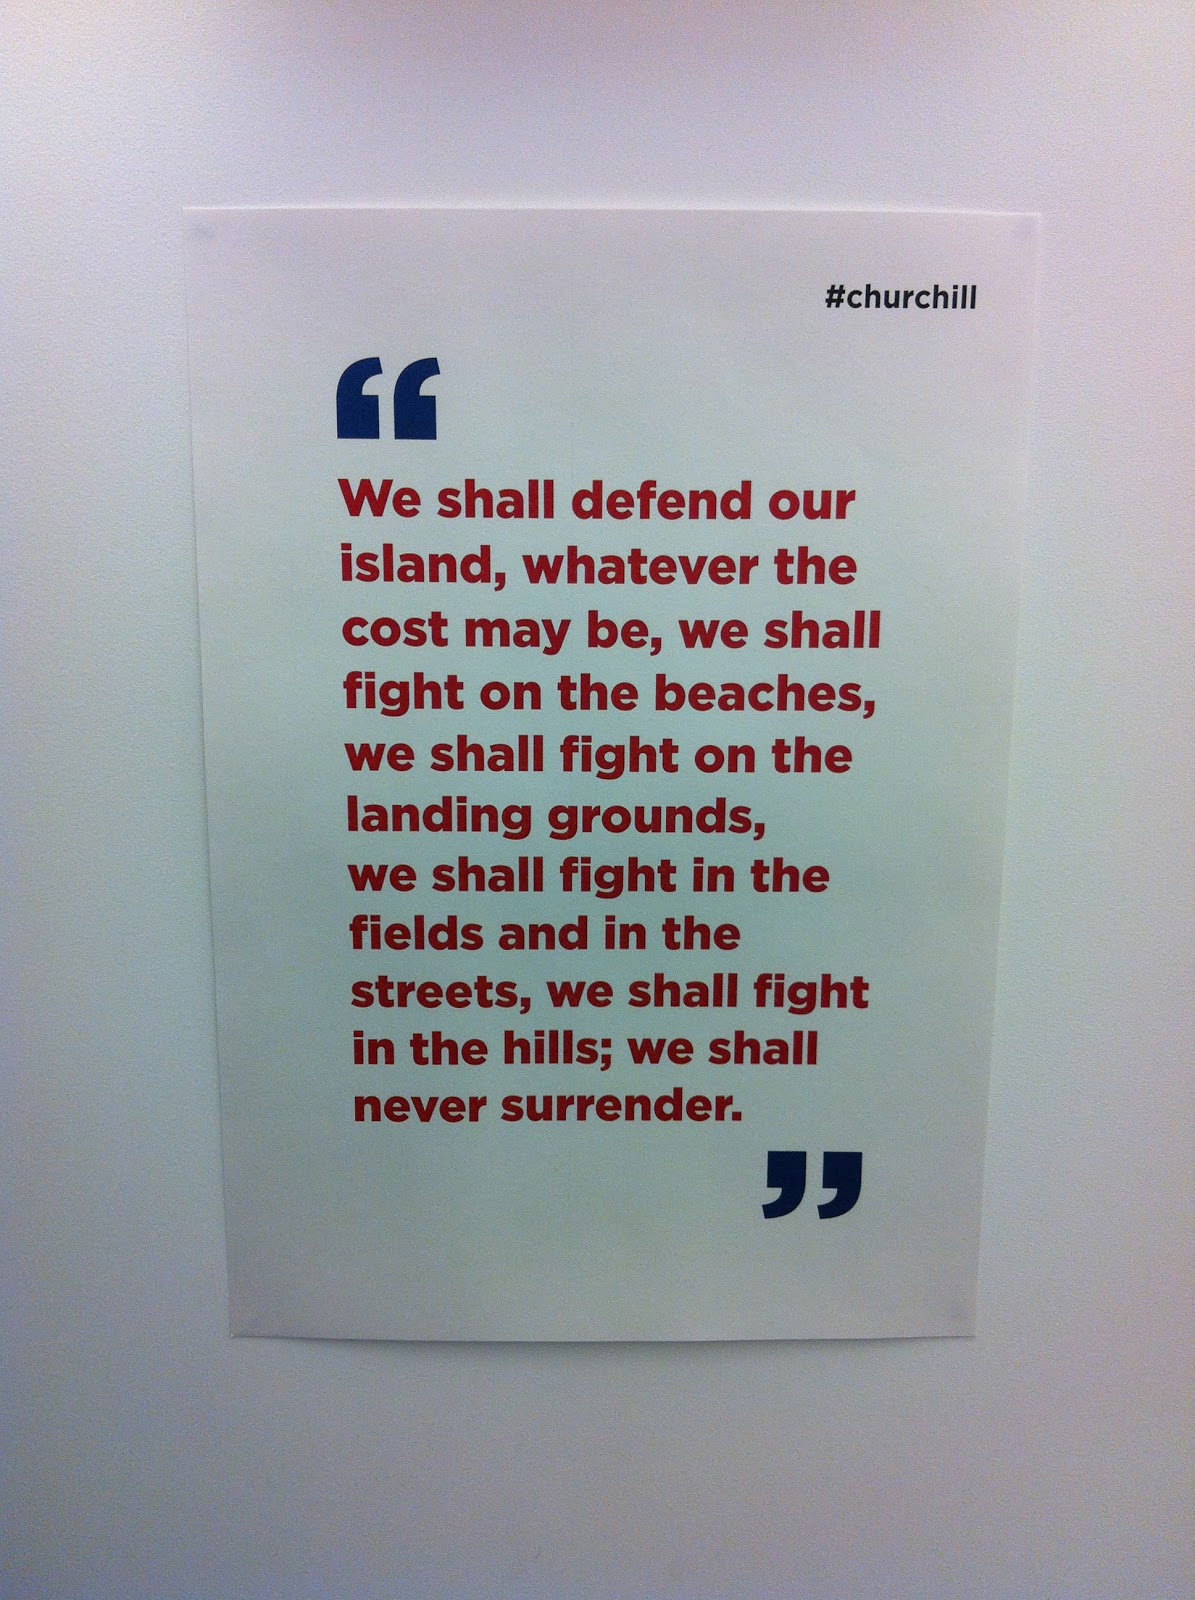 #churchill
“
We shall defend our
island, whatever the
cost may be, we shall
fight on the beaches,
we shall fight on the
landing grounds,
we shall fight in the
fields and in the
streets, we shall fight
in the hills; we shall
never surrender.
”